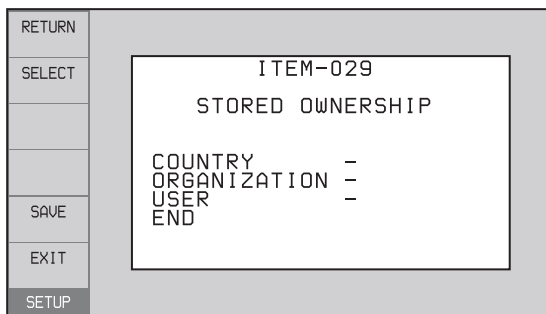 RETURN
SELECT
SAVE
EXIT
SETUP
ITEM-029
STORED OWNERSHIP
COUNTRY –
ORGANIZATION –
USER –
END